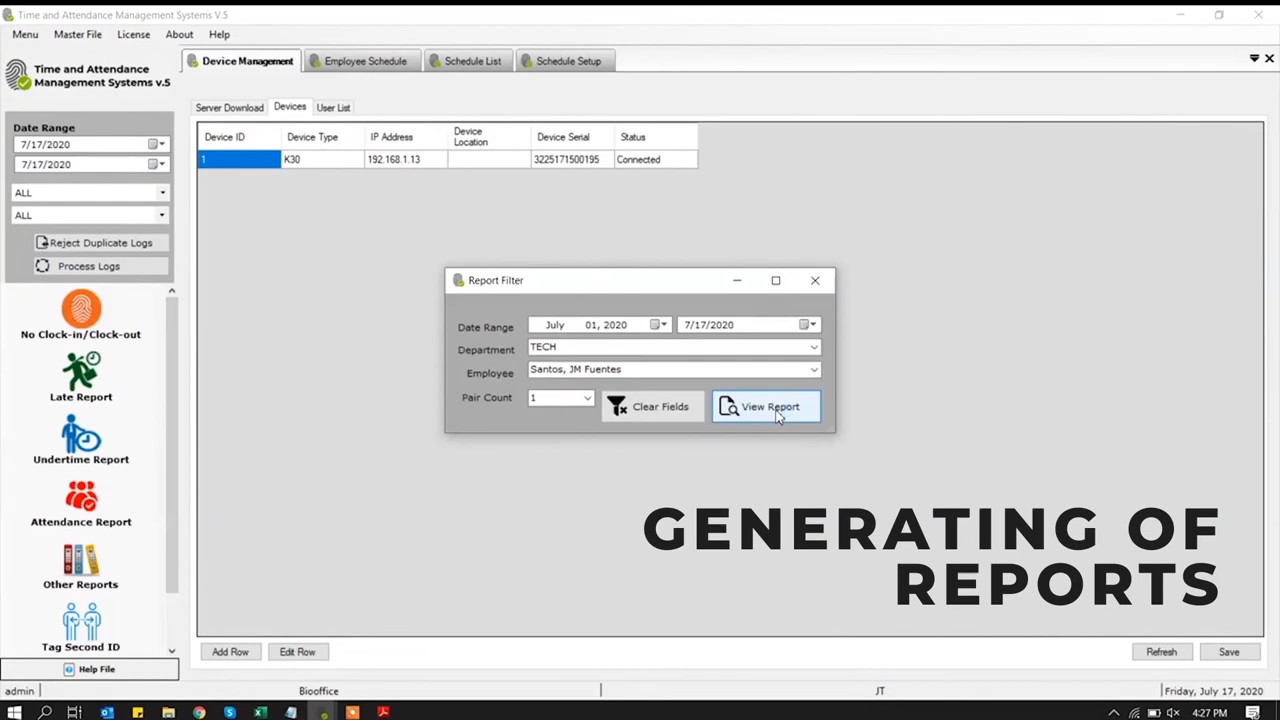 Time and Attendance Management Systems V.5
Menu Master File License About Help
Time and Attendance
Management Systems v.5
Device Management Employee Schedule Schedule List Schedule Setup
Server Download Devices User List
Date Range
7/17/2020
7/17/2020
ALL
ALL
Reject Duplicate Logs
Process Logs
Device ID Device Type IP Address Device Location Device Serial Status
1 K30 192.168.1.13 3225171500195 Connected
No Clock-in/Clock-out
Late Report
Undertime Report
Attendance Report
Other Reports
Tag Second ID
Help File
Report Filter
Date Range July 01, 2020 7/17/2020
Department TECH
Employee Santos, JM Fuentes
Pair Count 1 Clear Fields View Report
GENERATING OF
REPORTS
Add Row Edit Row Refresh Save
admin Biooffice JT Friday, July 17, 2020
4:27 PM